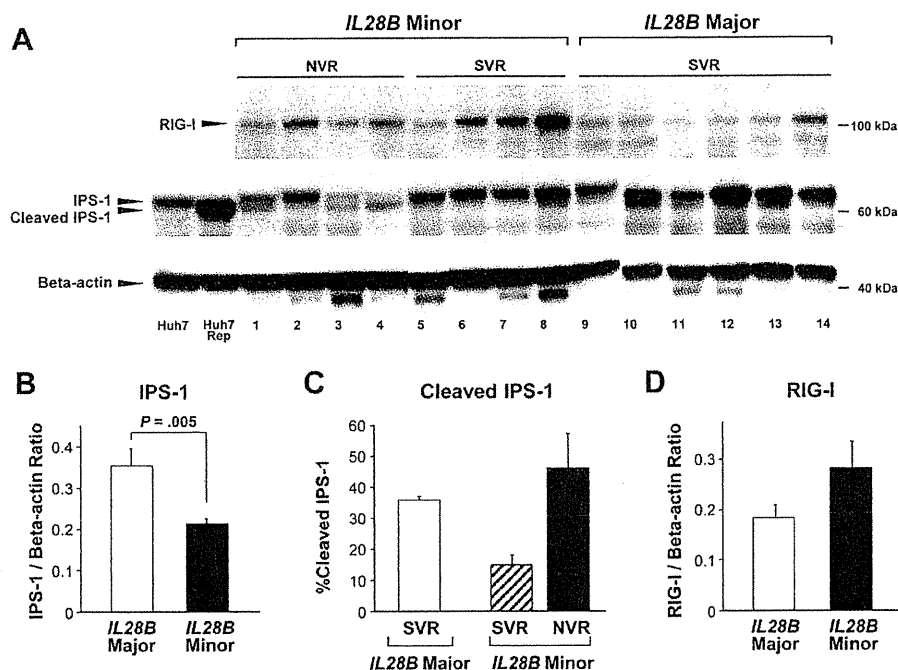 A
IL28B Minor
IL28B Major
NVR
SVR
SVR
RIG-I
100 kDa
IPS-1
Cleaved IPS-1
60 kDa
Beta-actin
40 kDa
Huh7 Huh7 Rep 1 2 3 4 5 6 7 8 9 10 11 12 13 14
B
IPS-1
P = .005
IPS-1 / Beta-actin Ratio
0.4
0.3
0.2
0.1
0
IL28B Major
IL28B Minor
C
Cleaved IPS-1
%Cleaved IPS-1
60
50
40
30
20
10
0
SVR SVR NVR
IL28B Major IL28B Minor
D
RIG-I
RIG-I / Beta-actin Ratio
0.3
0.2
0.1
0
IL28B Major
IL28B Minor